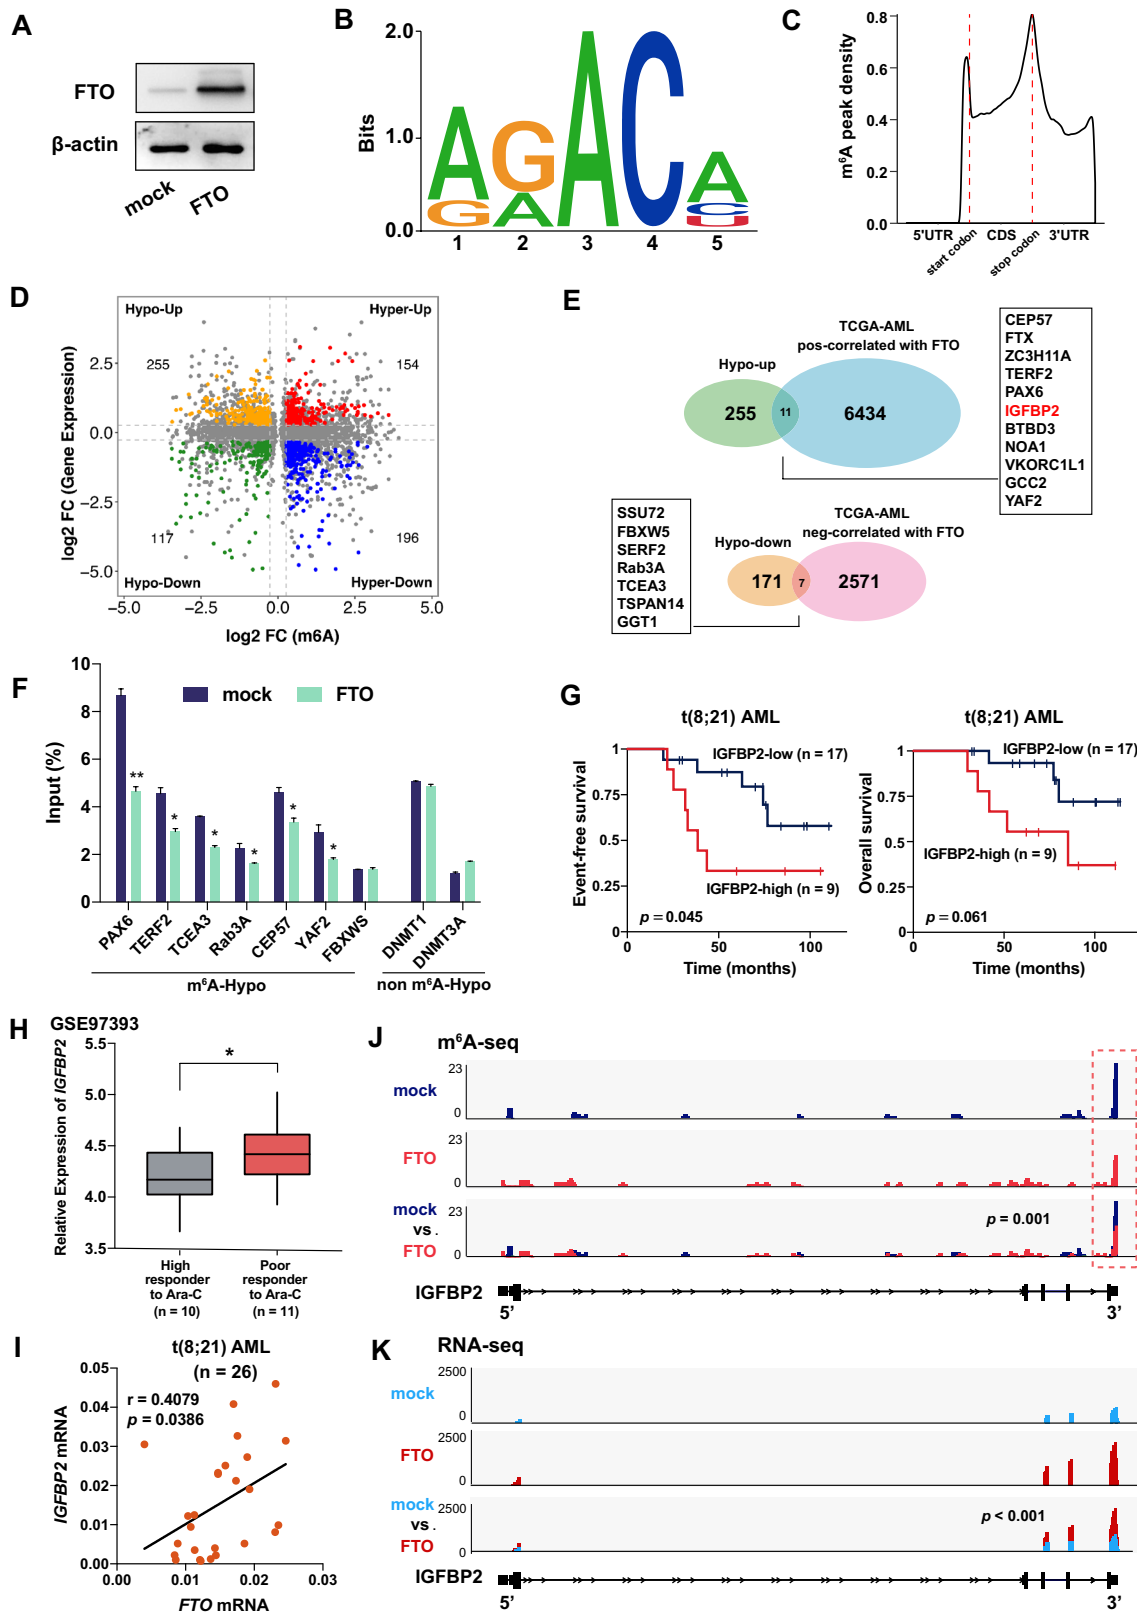 A
FTO
β-actin
mock
FTO
B
Bits
2.0
1.0
0.0
A
G
G
A
A
C
A
C
U
1 2 3 4 5
C
m⁶A peak density
0.8
0.6
0.4
0.2
0.0
5'UTR
start codon
CDS
stop codon
3'UTR
D
Hypo-Up
Hyper-Up
255
154
117
196
Hypo-Down
Hyper-Down
log2 FC (Gene Expression)
2.5
0.0
−2.5
−5.0
−5.0 −2.5 0.0 2.5 5.0
log2 FC (m6A)
E
TCGA-AML
pos-correlated with FTO
Hypo-up
255
11
6434
CEP57
FTX
ZC3H11A
TERF2
PAX6
IGFBP2
BTBD3
NOA1
VKORC1L1
GCC2
YAF2
TCGA-AML
neg-correlated with FTO
Hypo-down
171
7
2571
SSU72
FBXW5
SERF2
Rab3A
TCEA3
TSPAN14
GGT1
F
mock
FTO
Input (%)
10
8
6
4
2
0
**
*
*
*
*
*
PAX6
TERF2
TCEA3
Rab3A
CEP57
YAF2
FBXWS
DNMT1
DNMT3A
m⁶A-Hypo
non m⁶A-Hypo
G
t(8;21) AML
Event-free survival
1
0.75
0.5
0.25
0
IGFBP2-low (n = 17)
IGFBP2-high (n = 9)
p = 0.045
0 50 100
Time (months)
t(8;21) AML
Overall survival
1
0.75
0.5
0.25
0
IGFBP2-low (n = 17)
IGFBP2-high (n = 9)
p = 0.061
0 50 100
Time (months)
H
GSE97393
Relative Expression of IGFBP2
5.5
5.0
4.5
4.0
3.5
*
High
responder
to Ara-C
(n = 10)
Poor
responder
to Ara-C
(n = 11)
I
t(8;21) AML
(n = 26)
r = 0.4079
p = 0.0386
IGFBP2 mRNA
0.05
0.04
0.03
0.02
0.01
0.00
0.00 0.01 0.02 0.03
FTO mRNA
J
m⁶A-seq
mock
23
0
FTO
23
0
mock
vs.
FTO
23
0
p = 0.001
IGFBP2
5’
3’
K
RNA-seq
mock
2500
0
FTO
2500
0
mock
vs.
FTO
2500
0
p < 0.001
IGFBP2
5’
3’